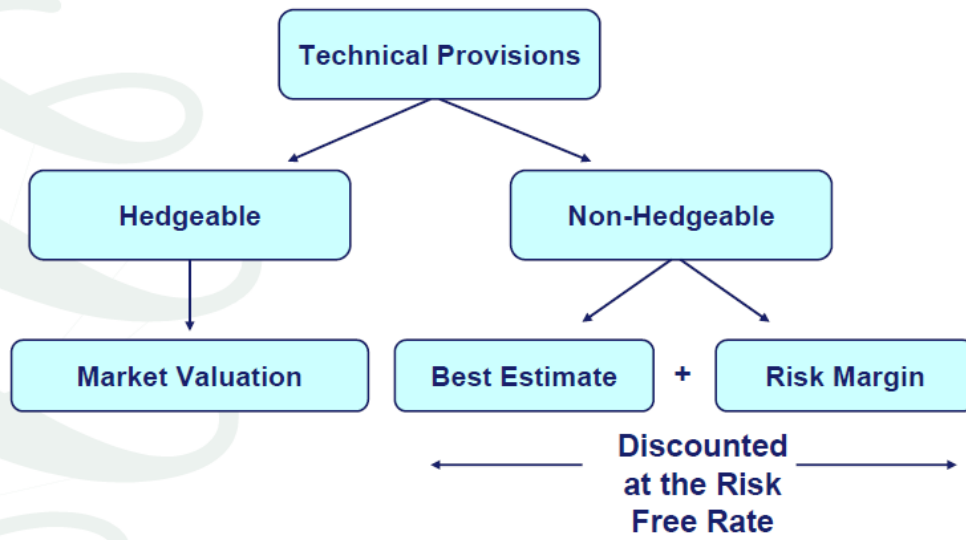 Technical Provisions
Hedgeable
Non-Hedgeable
Market Valuation
Best Estimate
+
Risk Margin
Discounted
at the Risk
Free Rate